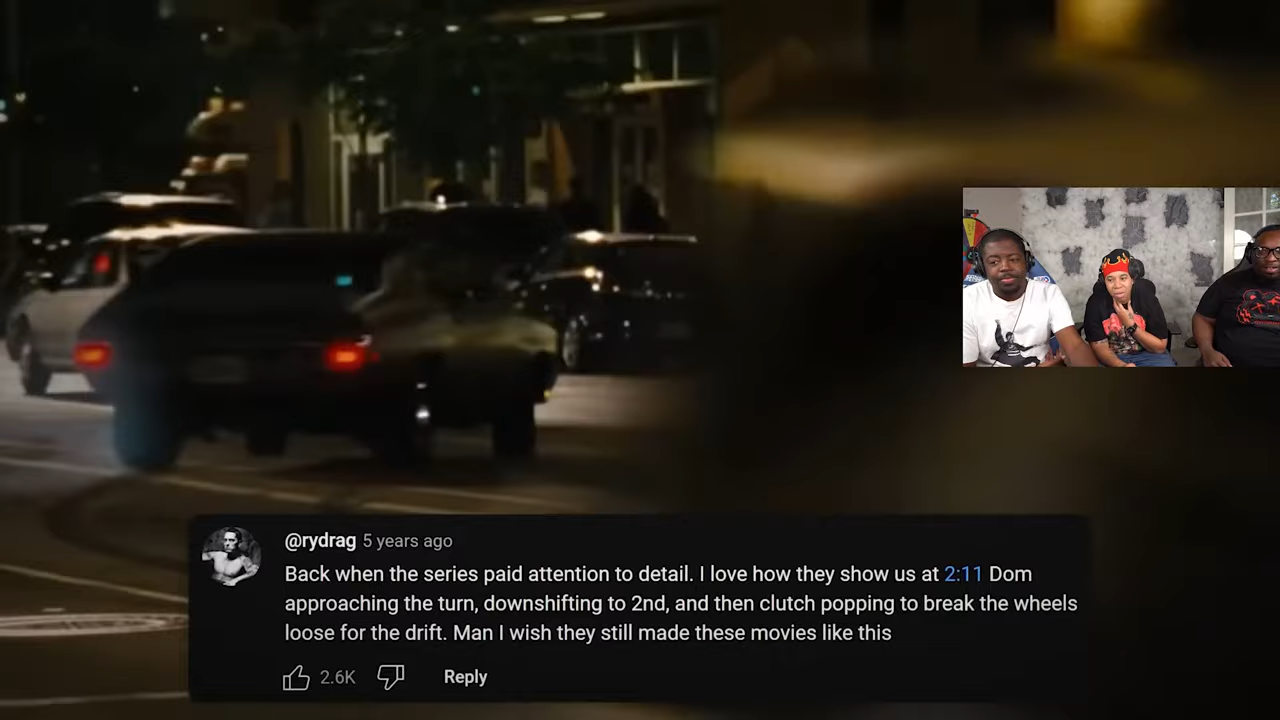 @rydrag 5 years ago
Back when the series paid attention to detail. I love how they show us at 2:11 Dom
approaching the turn, downshifting to 2nd, and then clutch popping to break the wheels
loose for the drift. Man I wish they still made these movies like this
2.6K Reply